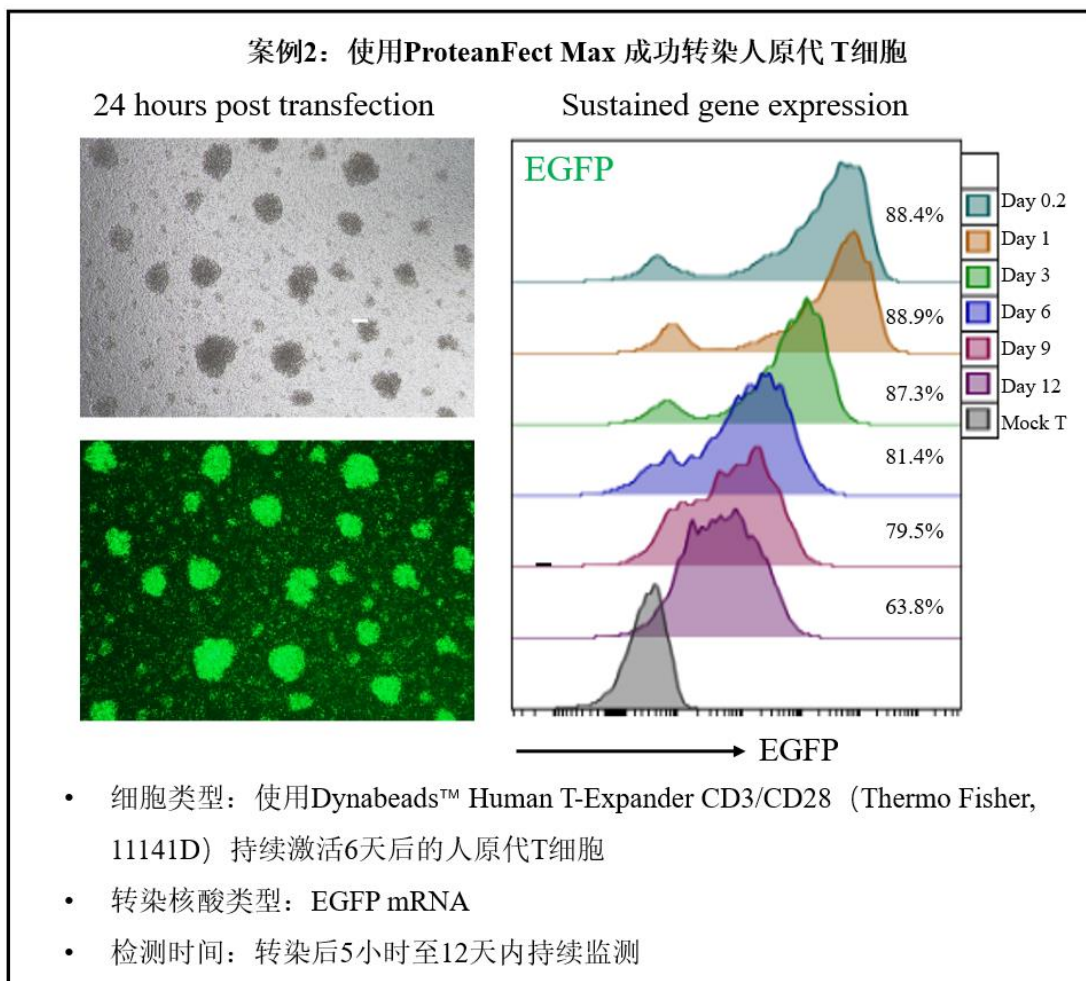 案例2：使用ProteanFect Max 成功转染人原代 T细胞
24 hours post transfection
Sustained gene expression
EGFP
88.4%
88.9%
87.3%
81.4%
79.5%
63.8%
Day 0.2
Day 1
Day 3
Day 6
Day 9
Day 12
Mock T
EGFP
• 细胞类型：使用Dynabeads™ Human T-Expander CD3/CD28（Thermo Fisher,
11141D）持续激活6天后的人原代T细胞
• 转染核酸类型：EGFP mRNA
• 检测时间：转染后5小时至12天内持续监测